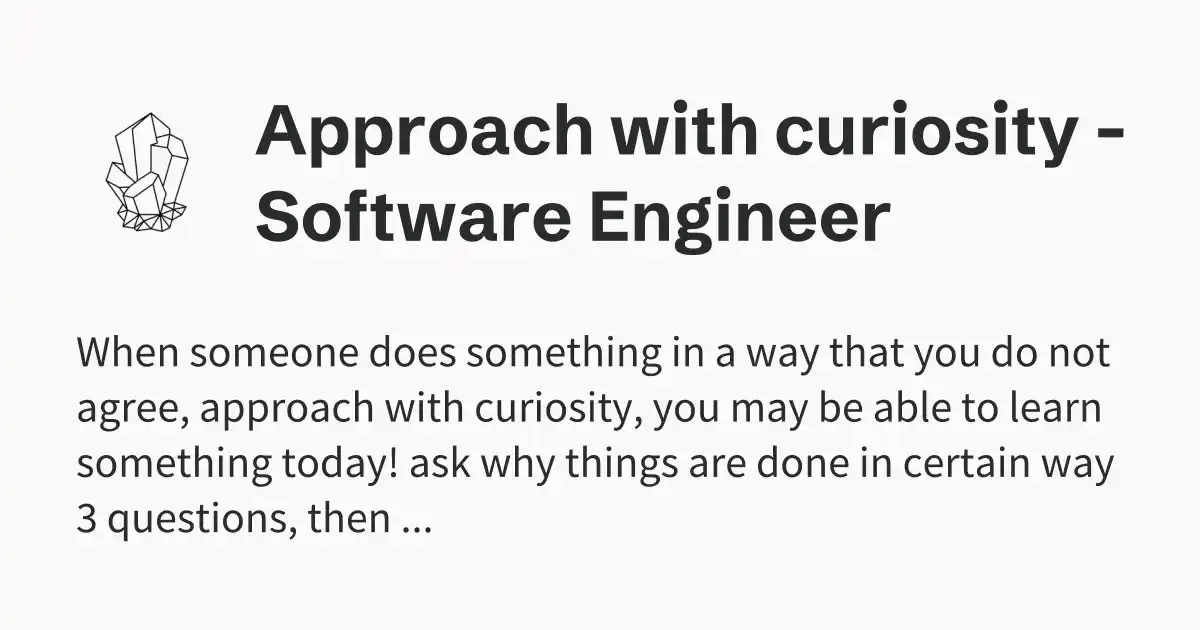 Approach with curiosity -
Software Engineer
When someone does something in a way that you do not
agree, approach with curiosity, you may be able to learn
something today! ask why things are done in certain way
3 questions, then ...